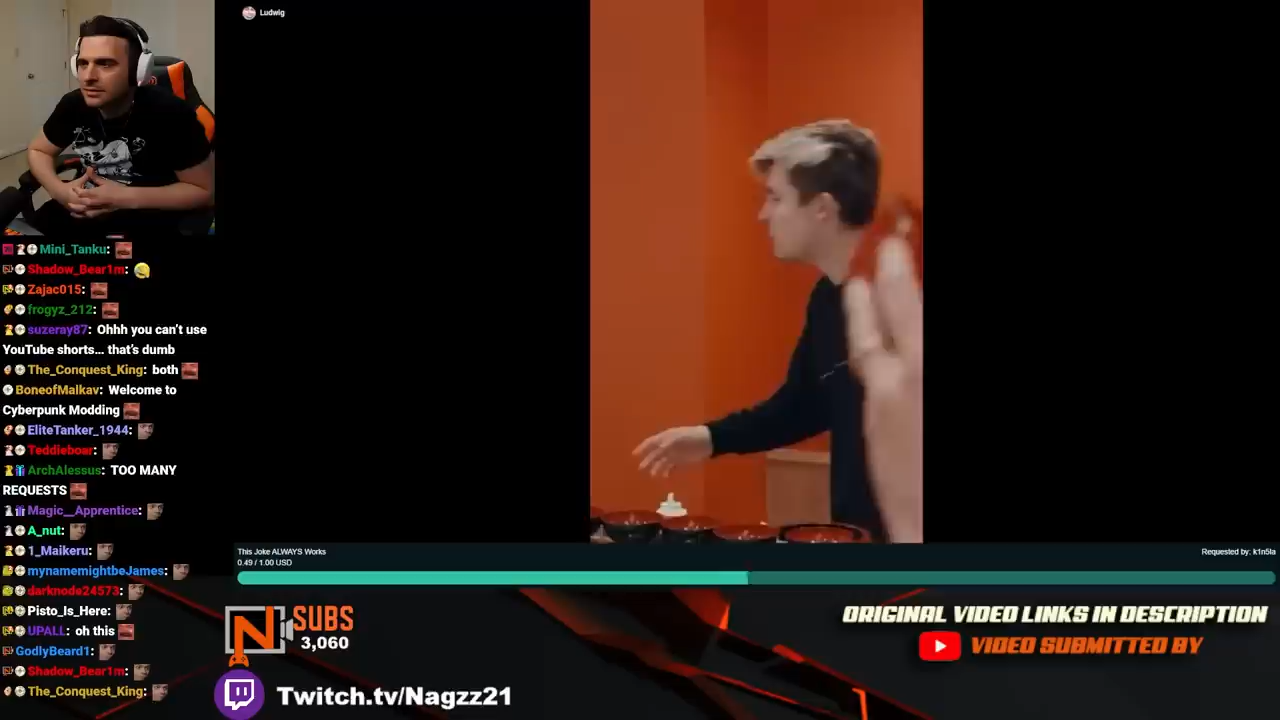 Ludwig
Mini_Tanku:
Shadow_Bear1m:
Zajac015:
frogyz_212:
suzeray87: Ohhh you can't use
YouTube shorts... that's dumb
The_Conquest_King: both
BoneofMalkav: Welcome to
Cyberpunk Modding
EliteTanker_1944:
Teddieboar:
ArchAlessus: TOO MANY
REQUESTS
Magic__Apprentice:
A_nut:
1_Maikeru:
mynamemightbeJames:
darknode24573:
Pisto_Is_Here:
UPALL: oh this
GodlyBeard1:
Shadow_Bear1m:
The_Conquest_King:
This Joke ALWAYS Works
0.49 / 1.00 USD
Requested by: k1n5la
N SUBS
3,060
Twitch.tv/Nagzz21
ORIGINAL VIDEO LINKS IN DESCRIPTION
VIDEO SUBMITTED BY